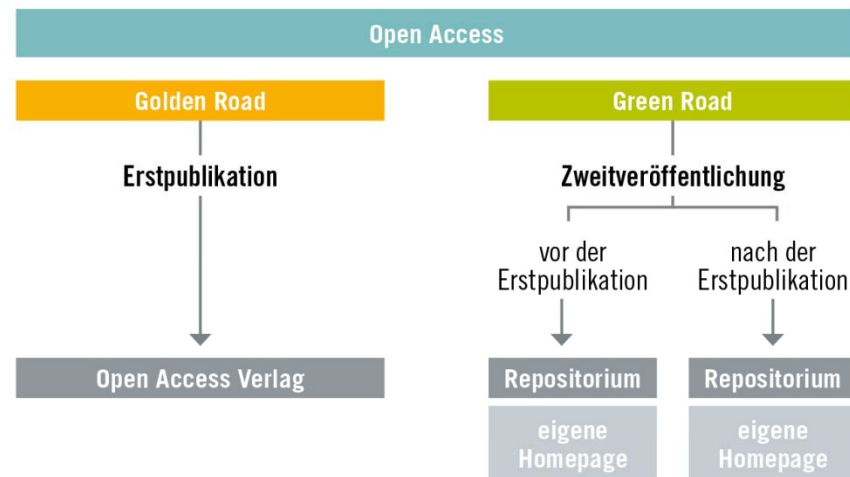 Open Access
Golden Road
Green Road
Erstpublikation
Zweitveröffentlichung
vor der
Erstpublikation
nach der
Erstpublikation
Open Access Verlag
Repositorium
Repositorium
eigene
Homepage
eigene
Homepage